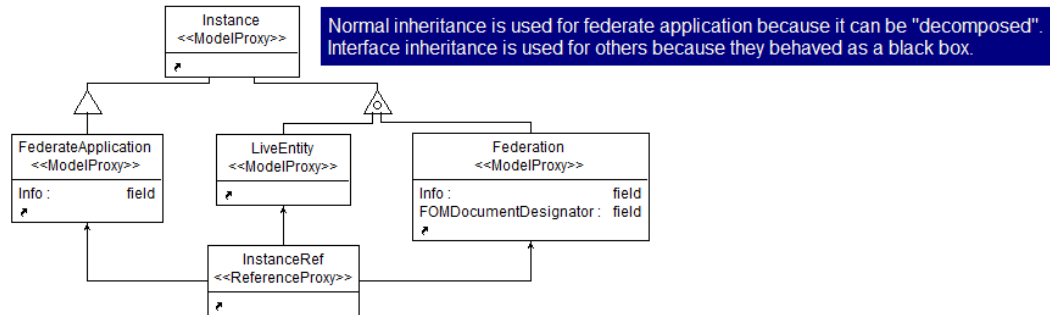 Instance
<<ModelProxy>>
Normal inheritance is used for federate application because it can be "decomposed".
Interface inheritance is used for others because they behaved as a black box.
FederateApplication
<<ModelProxy>>
Info : field
LiveEntity
<<ModelProxy>>
Federation
<<ModelProxy>>
Info : field
FOMDocumentDesignator : field
InstanceRef
<<ReferenceProxy>>